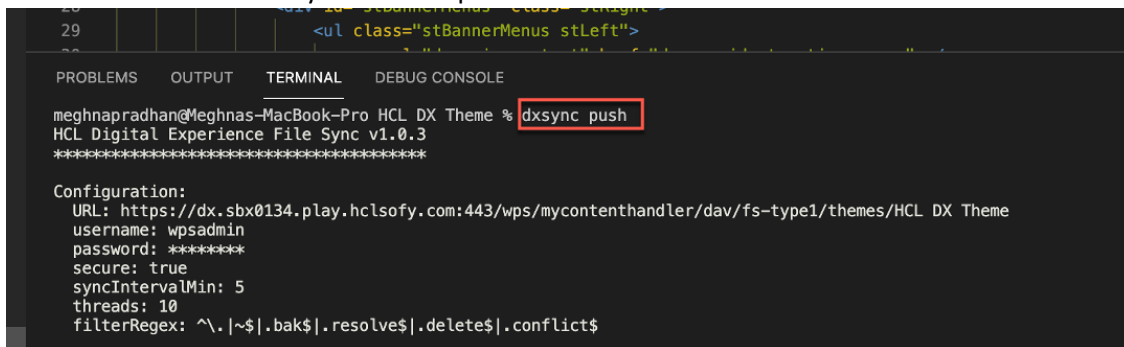 29 <ul class="stBannerMenus stLeft">
PROBLEMS OUTPUT TERMINAL DEBUG CONSOLE
meghnapradhan@Meghnas-MacBook-Pro HCL DX Theme % dxsync push
HCL Digital Experience File Sync v1.0.3
****************************************
Configuration:
URL: https://dx.sbx0134.play.hclsofy.com:443/wps/mycontenthandler/dav/fs-type1/themes/HCL DX Theme
username: wpsadmin
password: ********
secure: true
syncIntervalMin: 5
threads: 10
filterRegex: ^\.|~$|.bak$|.resolve$|.delete$|.conflict$